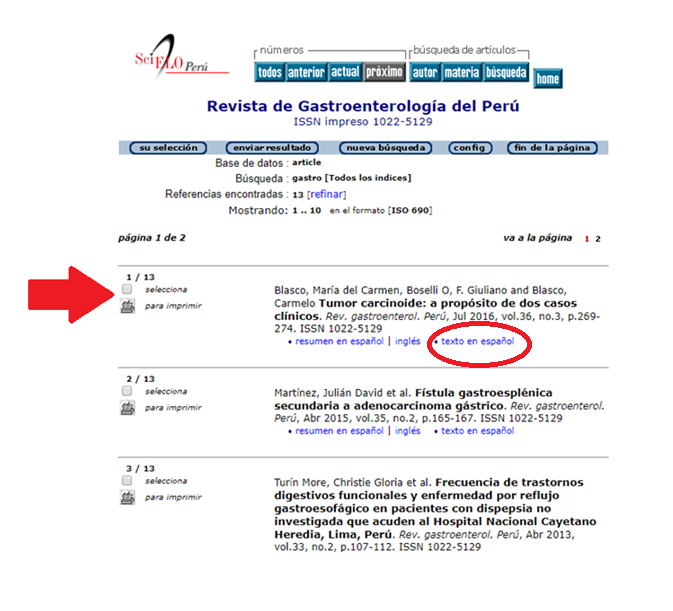 SciELO Perú
números
búsqueda de artículos
todos anterior actual próximo autor materia búsqueda home
Revista de Gastroenterología del Perú
ISSN impreso 1022-5129
su selección enviar resultado nueva búsqueda config fin de la página
Base de datos : article
Búsqueda : gastro [Todos los indices]
Referencias encontradas : 13 [refinar]
Mostrando: 1 .. 10 en el formato [ISO 690]
página 1 de 2 va a la página 1 2
1 / 13
selecciona
para imprimir
Blasco, María del Carmen, Boselli O, F. Giuliano and Blasco,
Carmelo Tumor carcinoide: a propósito de dos casos
clínicos. Rev. gastroenterol. Perú, Jul 2016, vol.36, no.3, p.269-
274. ISSN 1022-5129
• resumen en español | inglés • texto en español
2 / 13
selecciona
para imprimir
Martínez, Julián David et al. Fístula gastroesplénica
secundaria a adenocarcinoma gástrico. Rev. gastroenterol.
Perú, Abr 2015, vol.35, no.2, p.165-167. ISSN 1022-5129
• resumen en español | inglés • texto en español
3 / 13
selecciona
para imprimir
Turín More, Christie Gloria et al. Frecuencia de trastornos
digestivos funcionales y enfermedad por reflujo
gastroesofágico en pacientes con dispepsia no
investigada que acuden al Hospital Nacional Cayetano
Heredia, Lima, Perú. Rev. gastroenterol. Perú, Abr 2013,
vol.33, no.2, p.107-112. ISSN 1022-5129